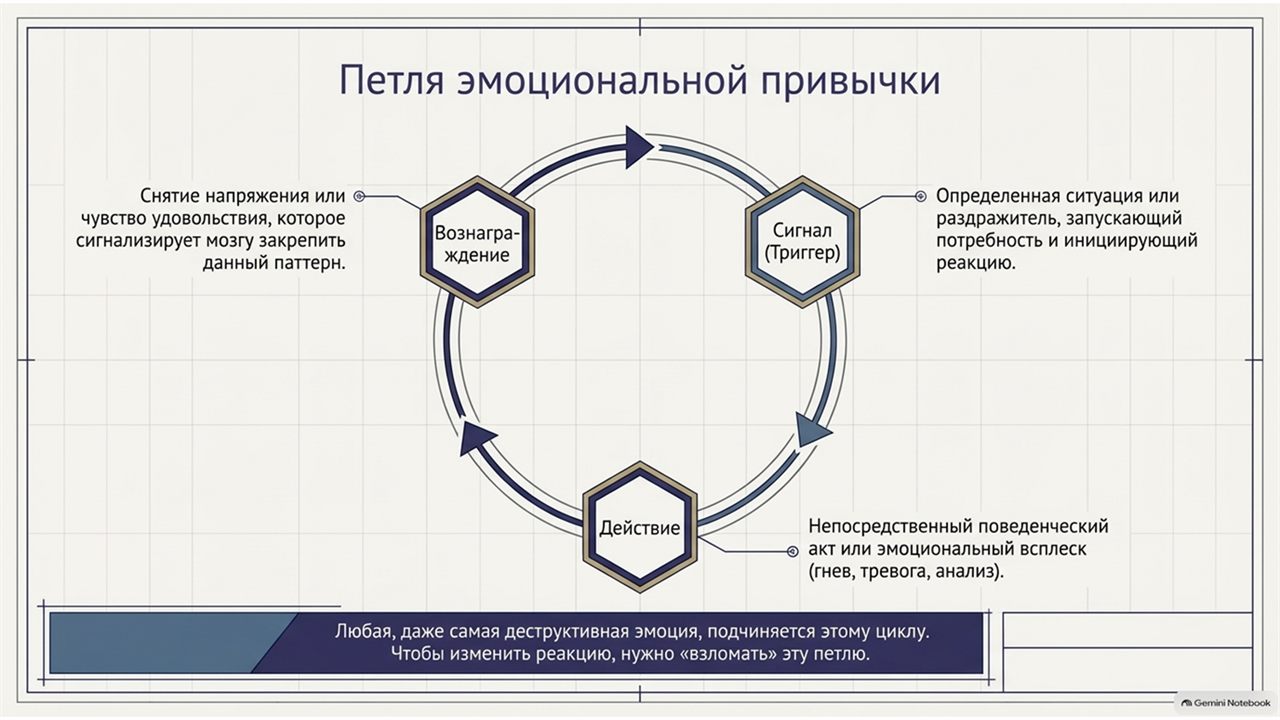 Петля эмоциональной привычки
Снятие напряжения или
чувство удовольствия, которое
сигнализирует мозгу закрепить
данный паттерн.
Вознагра-
ждение
Сигнал
(Триггер)
Определенная ситуация или
раздражитель, запускающий
потребность и инициирующий
реакцию.
Действие
Непосредственный поведенческий
акт или эмоциональный всплеск
(гнев, тревога, анализ).
Любая, даже самая деструктивная эмоция, подчиняется этому циклу.
Чтобы изменить реакцию, нужно «взломать» эту петлю.
Gemini Notebook